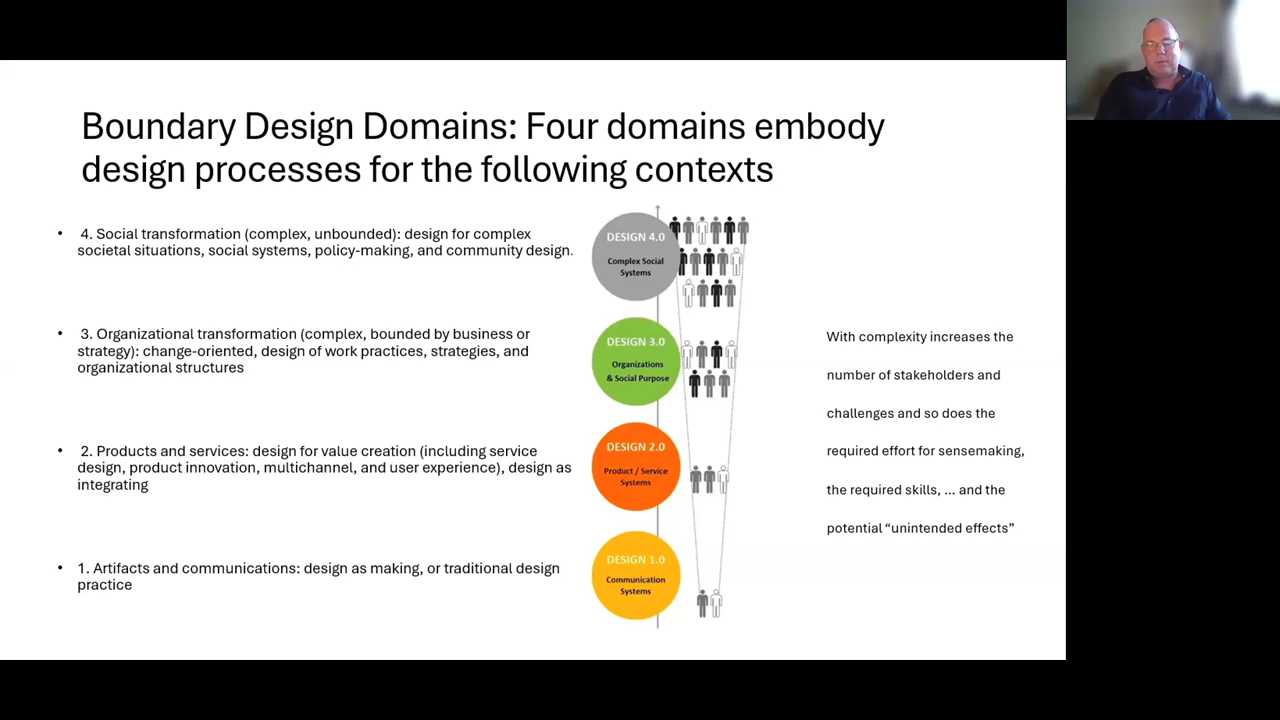 Boundary Design Domains: Four domains embody
design processes for the following contexts
• 4. Social transformation (complex, unbounded): design for complex
societal situations, social systems, policy-making, and community design.
• 3. Organizational transformation (complex, bounded by business or
strategy): change-oriented, design of work practices, strategies, and
organizational structures
• 2. Products and services: design for value creation (including service
design, product innovation, multichannel, and user experience), design as
integrating
• 1. Artifacts and communications: design as making, or traditional design
practice
DESIGN 4.0
Complex Social
Systems
DESIGN 3.0
Organizations
& Social Purpose
DESIGN 2.0
Product / Service
Systems
DESIGN 1.0
Communication
Systems
With complexity increases the
number of stakeholders and
challenges and so does the
required effort for sensemaking,
the required skills, ... and the
potential “unintended effects”